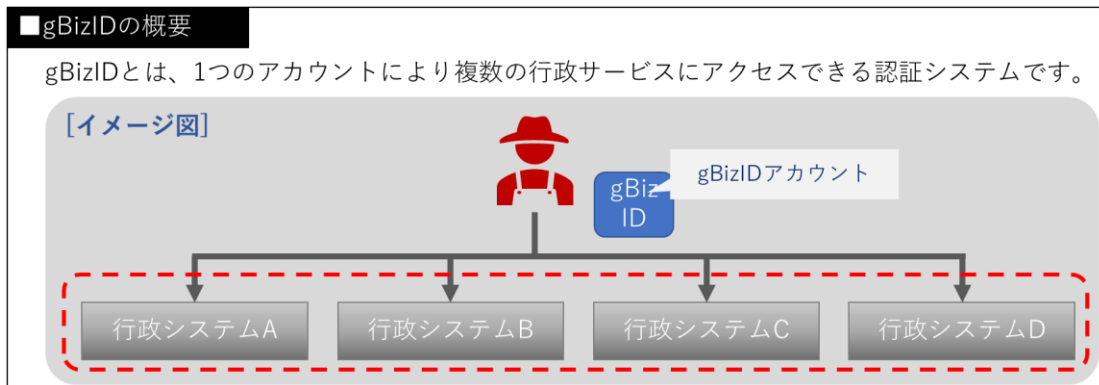 ■gBizIDの概要
gBizIDとは、1つのアカウントにより複数の行政サービスにアクセスできる認証システムです。
[イメージ図]
gBizIDアカウント
gBiz
ID
行政システムA
行政システムB
行政システムC
行政システムD